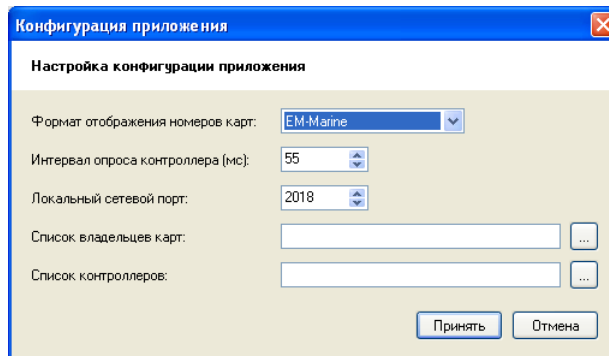 Конфигурация приложения
Настройка конфигурации приложения
Формат отображения номеров карт: EM-Marine
Интервал опроса контроллера (мс): 55
Локальный сетевой порт: 2018
Список владельцев карт: ...
Список контроллеров: ...
Принять Отмена